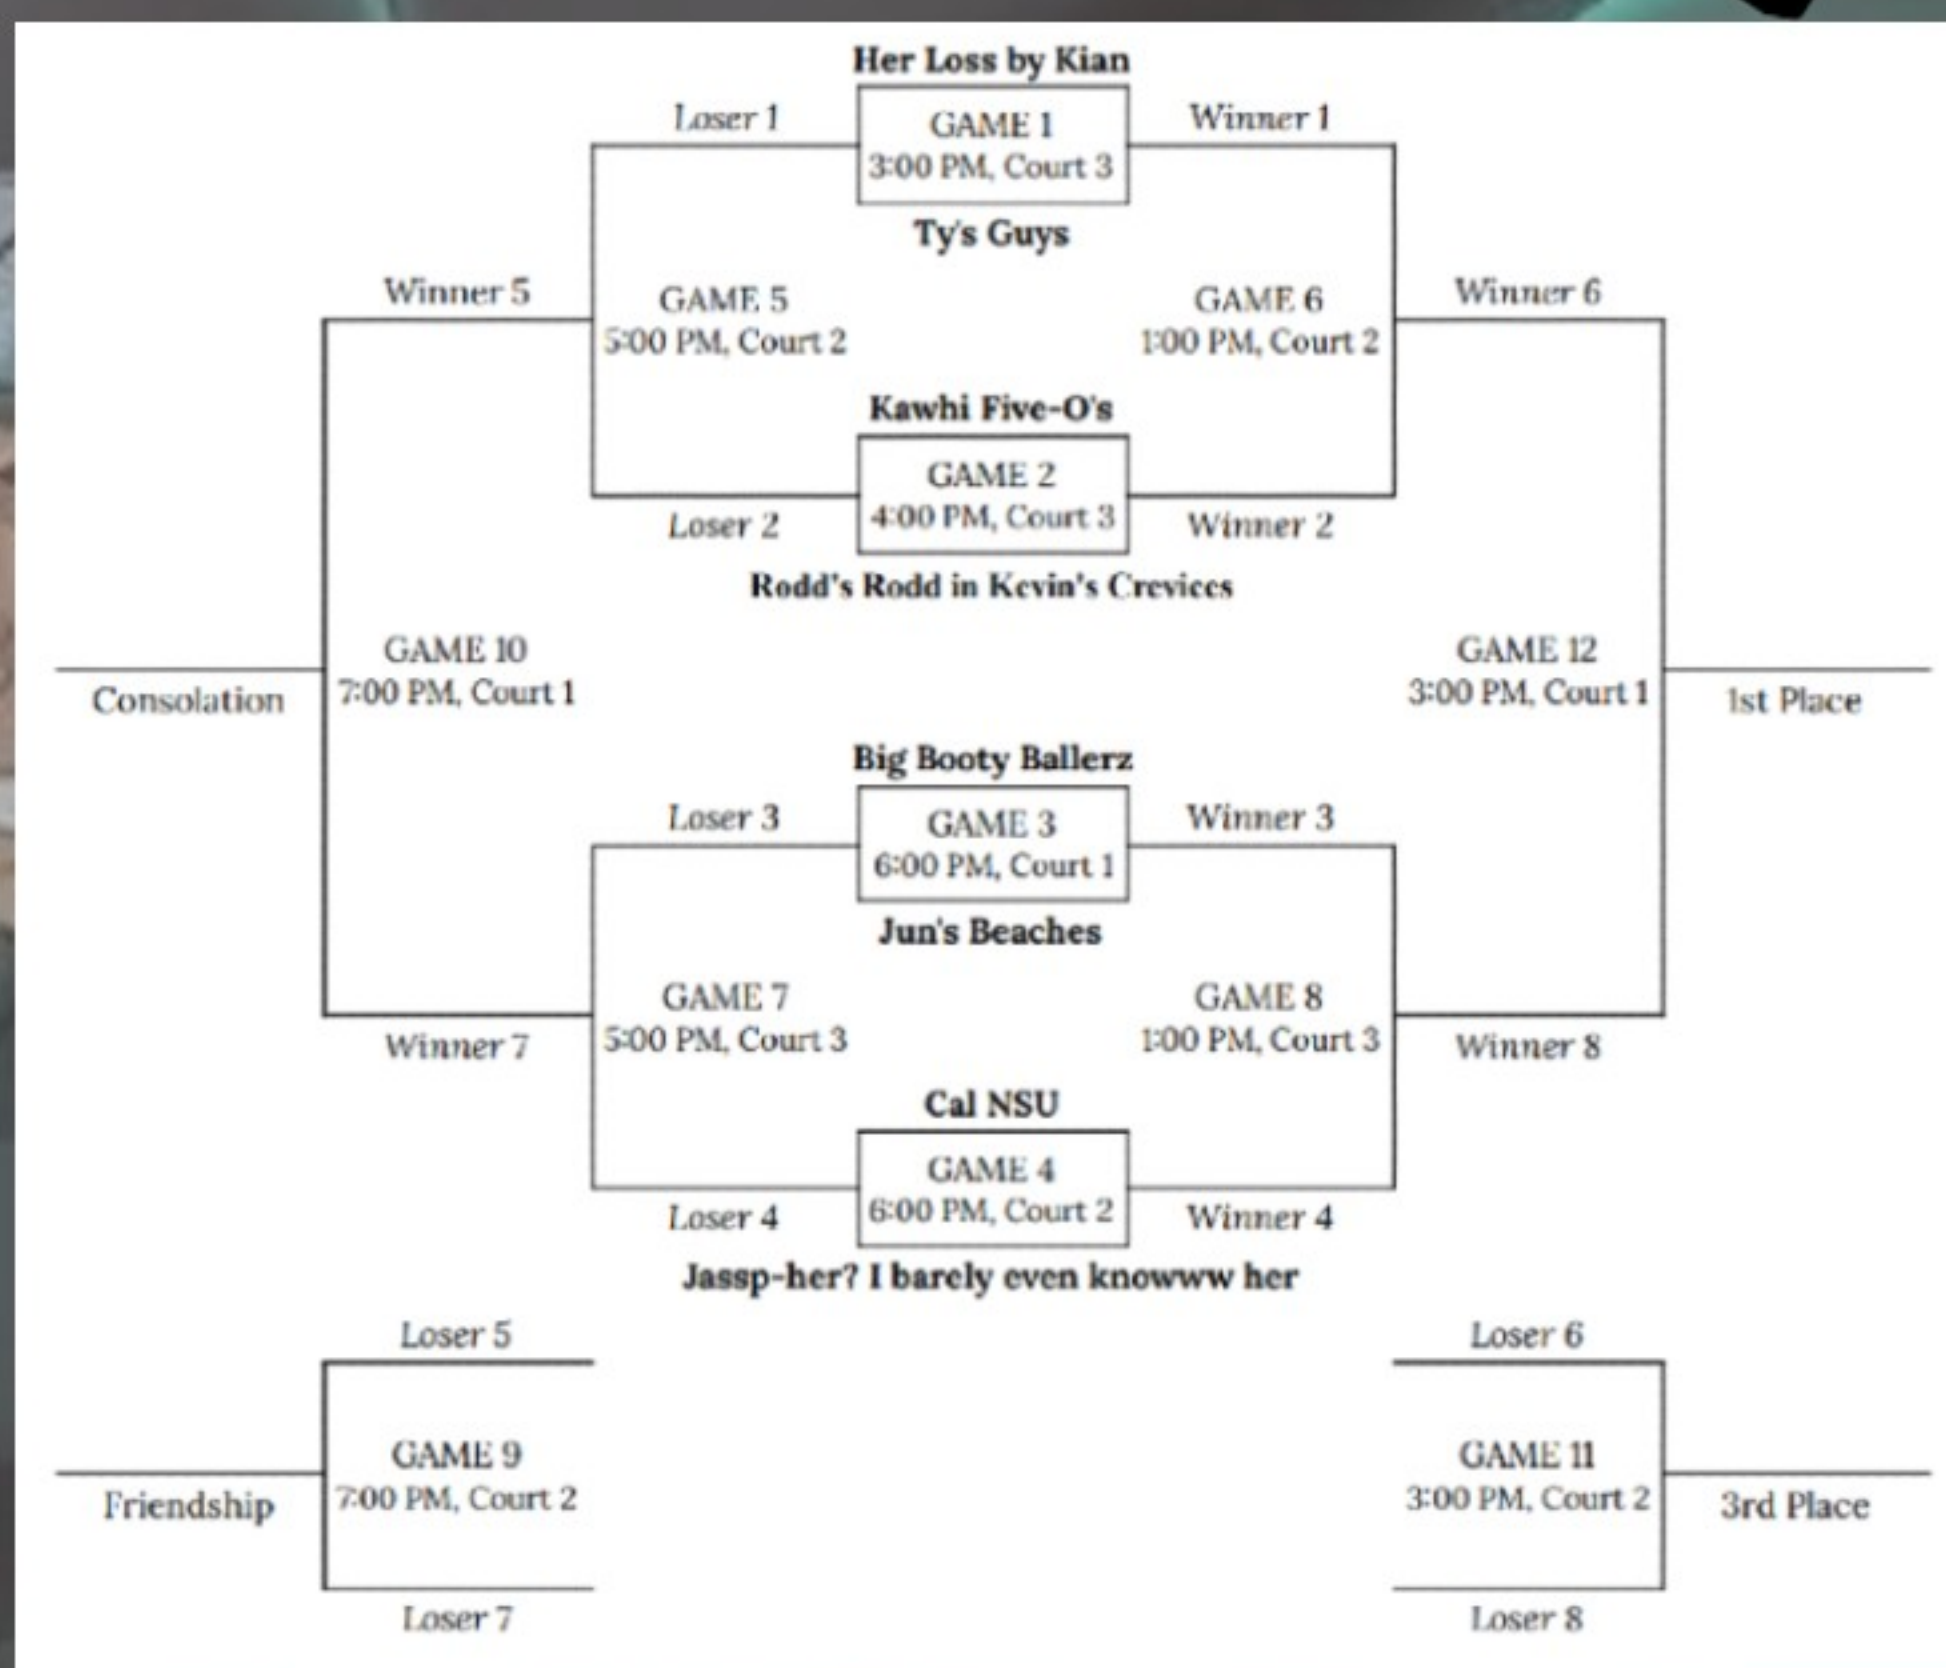 Her Loss by Kian
Loser 1
GAME 1
Winner 1
3:00 PM, Court 3
Ty's Guys
Winner 5
GAME 5
5:00 PM, Court 2
GAME 6
1:00 PM, Court 2
Winner 6
Kawhi Five-O's
GAME 2
4:00 PM, Court 3
Loser 2
Winner 2
Rodd's Rodd in Kevin's Crevices
GAME 10
7:00 PM, Court 1
Consolation
GAME 12
3:00 PM, Court 1
1st Place
Big Booty Ballerz
Loser 3
GAME 3
Winner 3
6:00 PM, Court 1
Jun's Beaches
GAME 7
5:00 PM, Court 3
Winner 7
GAME 8
1:00 PM, Court 3
Winner 8
Cal NSU
GAME 4
6:00 PM, Court 2
Loser 4
Winner 4
Jassp-her? I barely even knowww her
Loser 5
GAME 9
7:00 PM, Court 2
Friendship
Loser 7
Loser 6
GAME 11
3:00 PM, Court 2
3rd Place
Loser 8